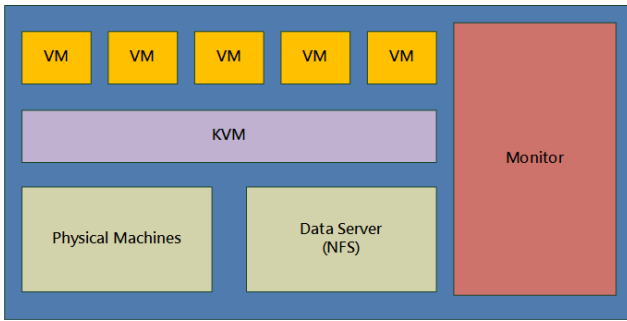 VM VM VM VM VM
KVM
Monitor
Physical Machines
Data Server
(NFS)